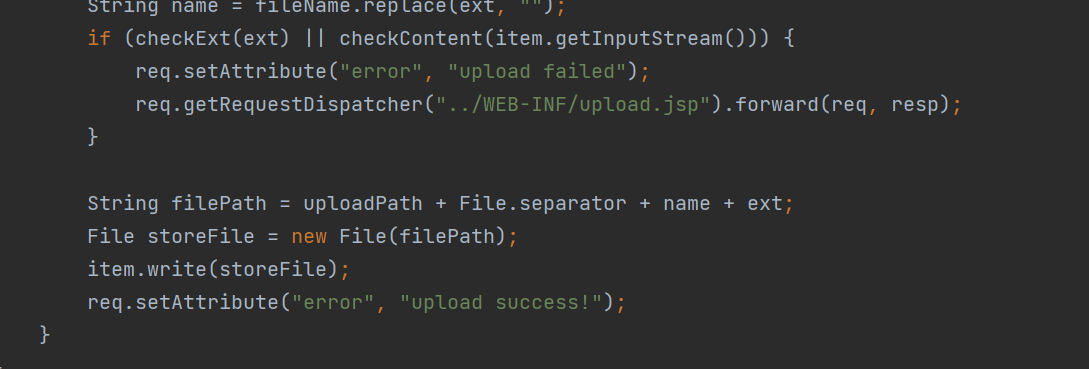 String name = fileName.replace(ext, "");
if (checkExt(ext) || checkContent(item.getInputStream())) {
req.setAttribute("error", "upload failed");
req.getRequestDispatcher("../WEB-INF/upload.jsp").forward(req, resp);
}
String filePath = uploadPath + File.separator + name + ext;
File storeFile = new File(filePath);
item.write(storeFile);
req.setAttribute("error", "upload success!");
}